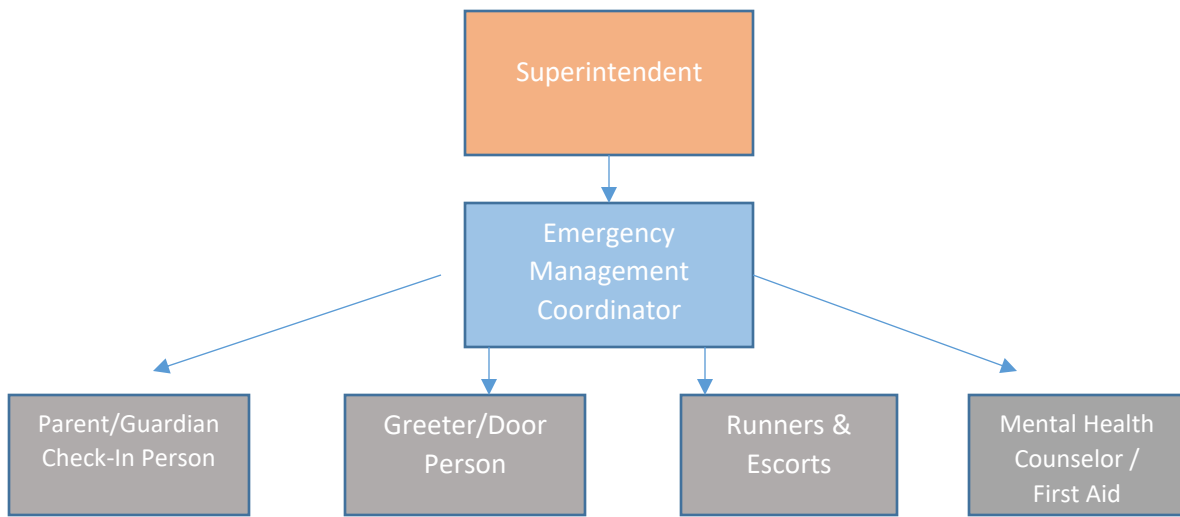 Superintendent
Emergency
Management
Coordinator
Parent/Guardian
Check-In Person
Greeter/Door
Person
Runners &
Escorts
Mental Health
Counselor /
First Aid